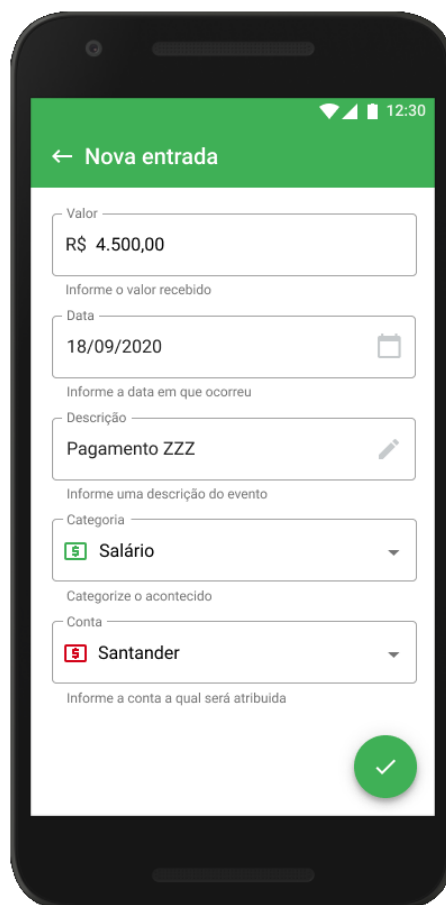 12:30
Nova entrada
Valor
R$ 4.500,00
Informe o valor recebido
Data
18/09/2020
Informe a data em que ocorreu
Descrição
Pagamento ZZZ
Informe uma descrição do evento
Categoria
$ Salário
Categorize o acontecido
Conta
$ Santander
Informe a conta a qual será atribuida